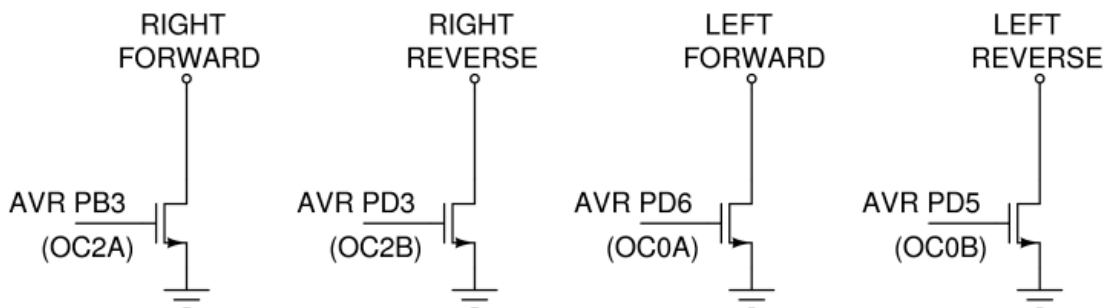 RIGHT
FORWARD
RIGHT
REVERSE
LEFT
FORWARD
LEFT
REVERSE
AVR PB3
(OC2A)
AVR PD3
(OC2B)
AVR PD6
(OC0A)
AVR PD5
(OC0B)